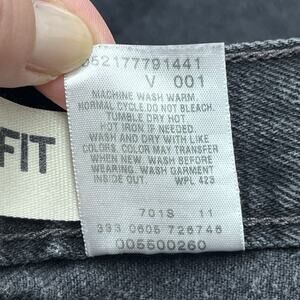 052177791441
V 001
MACHINE WASH WARM,
NORMAL CYCLE.DO NOT BLEACH.
TUMBLE DRY HOT.
HOT IRON IF NEEDED.
WASH AND DRY WITH LIKE
COLORS. COLOR MAY TRANSFER
WHEN NEW. WASH BEFORE
WEARING. WASH GARMENT
INSIDE OUT. WPL 423
FIT
701S 11
333 0605 726746
005500260